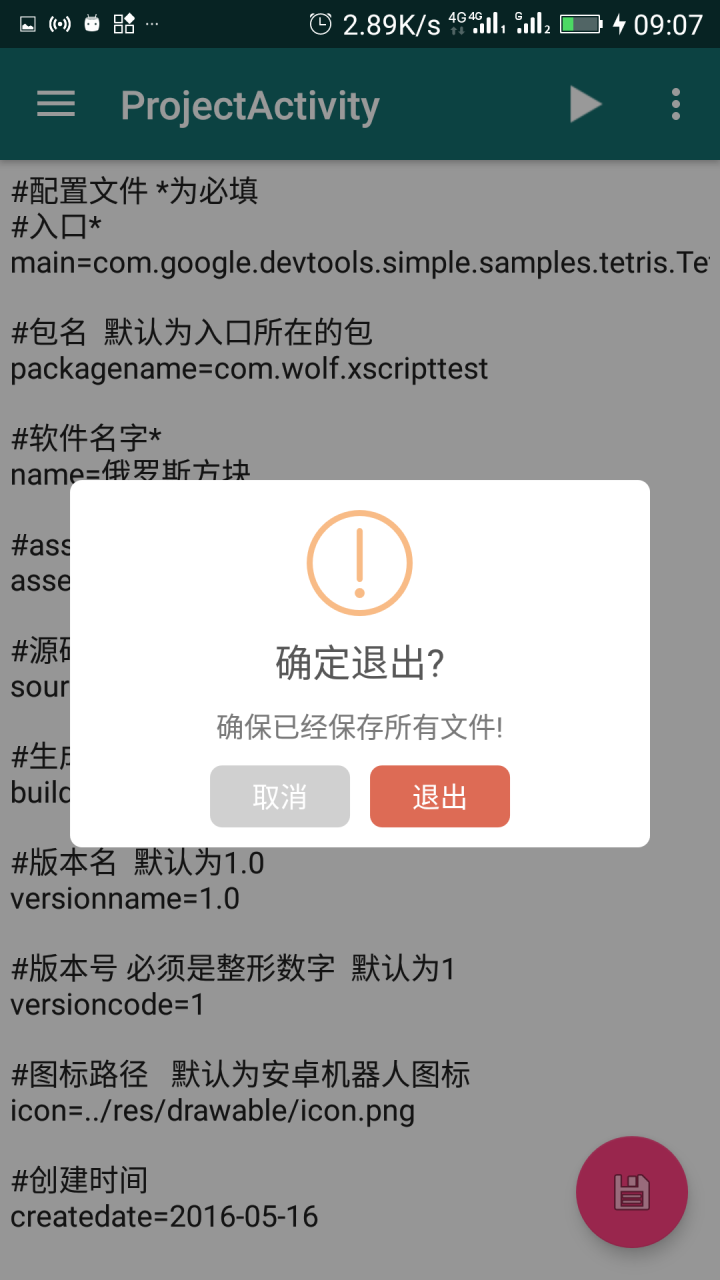 2.89K/s 4G 4G 1 G 2 09:07
ProjectActivity
#配置文件 *为必填
#入口*
main=com.google.devtools.simple.samples.tetris.Te
#包名 默认为入口所在的包
packagename=com.wolf.xscripttest
#软件名字*
name=俄罗斯方块
#ass
asse
#源码
sour
#生成
build
确定退出?
确保已经保存所有文件!
取消 退出
#版本名 默认为1.0
versionname=1.0
#版本号 必须是整形数字 默认为1
versioncode=1
#图标路径 默认为安卓机器人图标
icon=../res/drawable/icon.png
#创建时间
createdate=2016-05-16